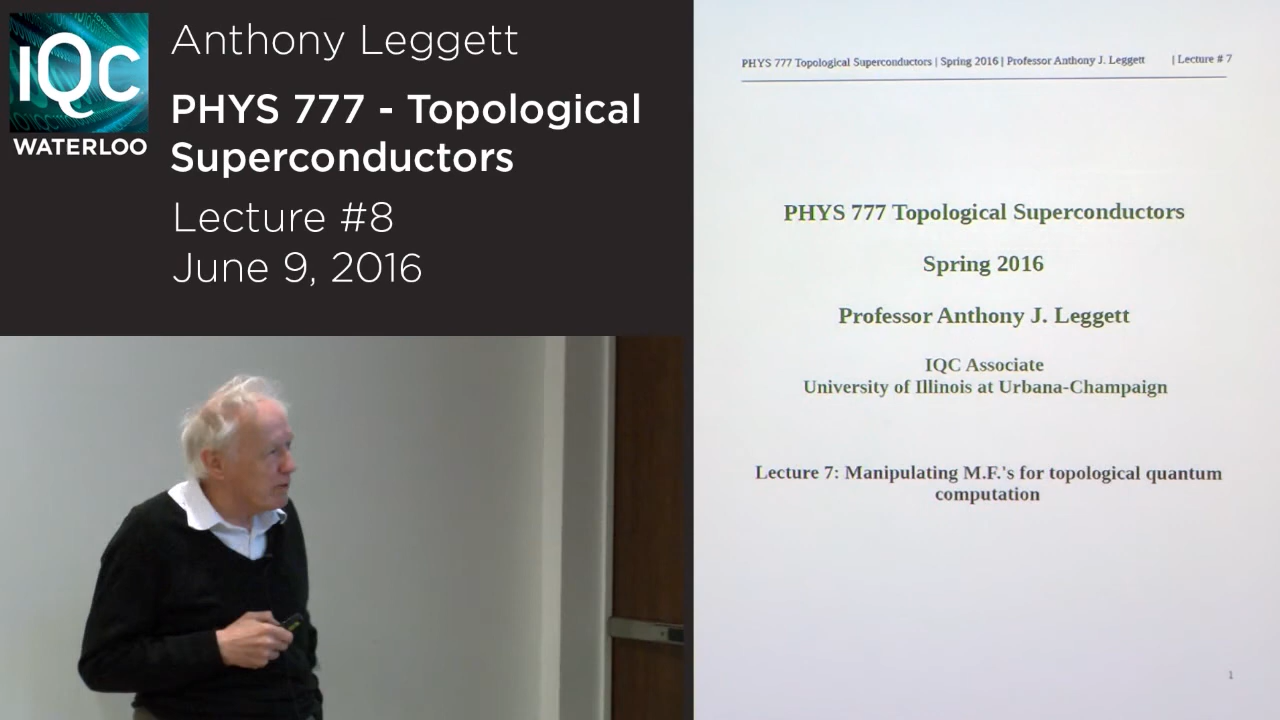 IQC
WATERLOO
Anthony Leggett
PHYS 777 - Topological
Superconductors
Lecture #8
June 9, 2016
PHYS 777 Topological Superconductors | Spring 2016 | Professor Anthony J. Leggett | Lecture # 7
PHYS 777 Topological Superconductors
Spring 2016
Professor Anthony J. Leggett
IQC Associate
University of Illinois at Urbana-Champaign
Lecture 7: Manipulating M.F.'s for topological quantum
computation
1